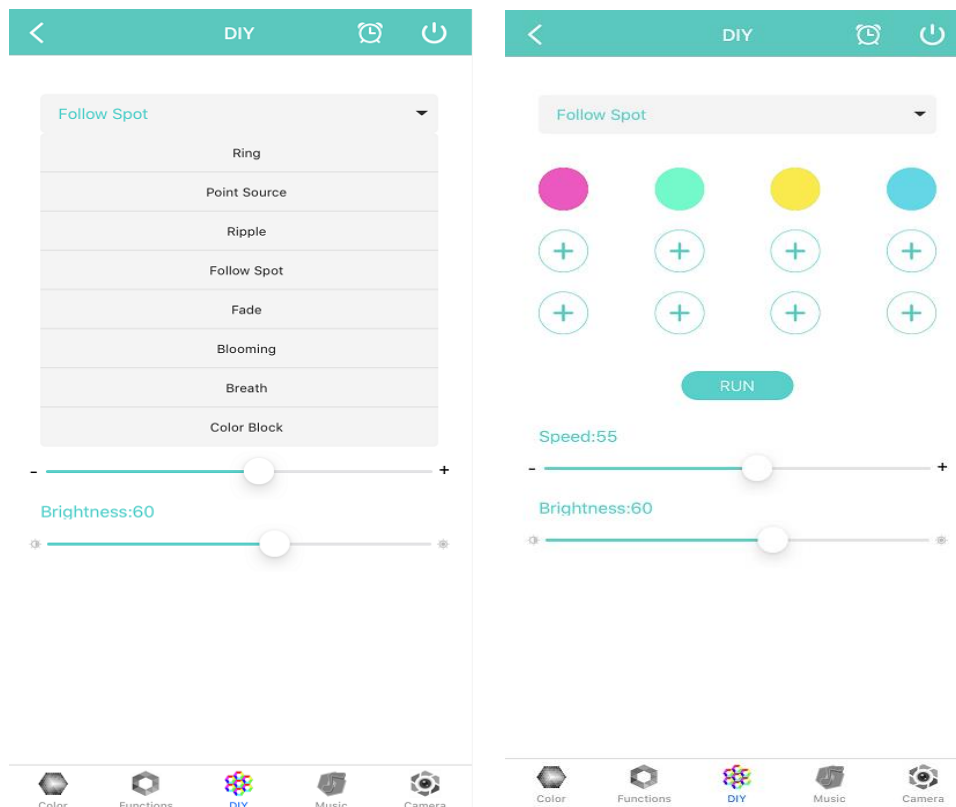 DIY
Follow Spot
Ring
Point Source
Ripple
Follow Spot
Fade
Blooming
Breath
Color Block
- +
Brightness:60
Color Functions DIY Music Camera
DIY
Follow Spot
RUN
Speed:55
- +
Brightness:60
Color Functions DIY Music Camera